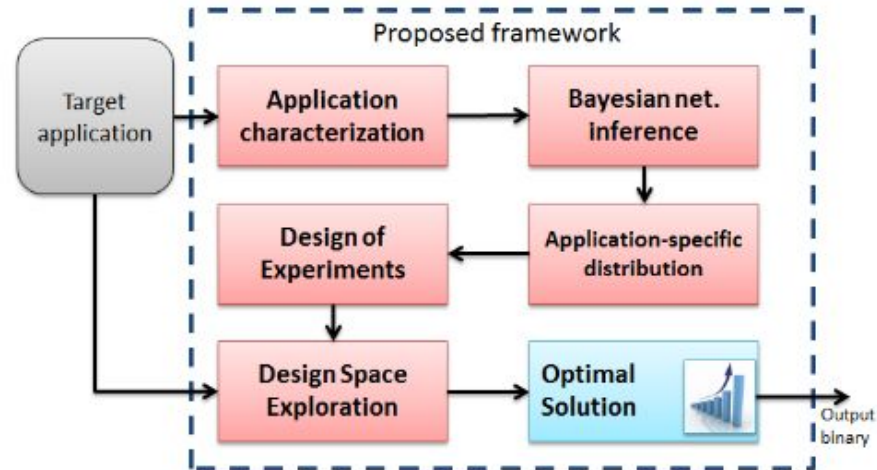 Proposed framework
Target
application
Application
characterization
Bayesian net.
inference
Design of
Experiments
Application-specific
distribution
Design Space
Exploration
Optimal
Solution
Output
binary